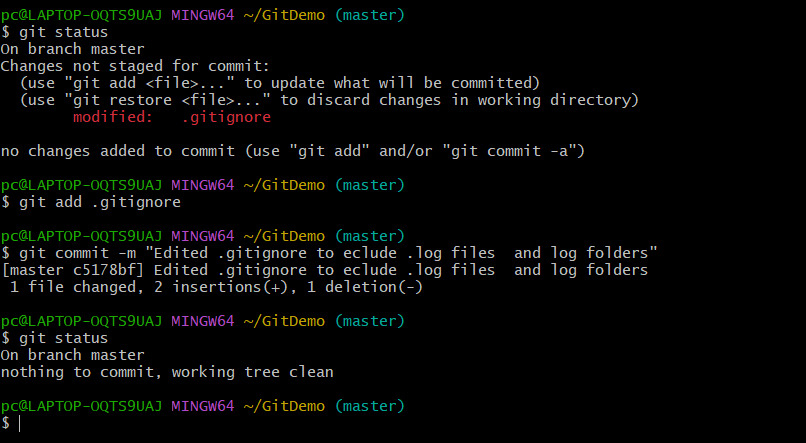 pc@LAPTOP-OQTS9UAJ MINGW64 ~/GitDemo (master)
$ git status
On branch master
Changes not staged for commit:
  (use "git add <file>..." to update what will be committed)
  (use "git restore <file>..." to discard changes in working directory)
        modified:   .gitignore

no changes added to commit (use "git add" and/or "git commit -a")

pc@LAPTOP-OQTS9UAJ MINGW64 ~/GitDemo (master)
$ git add .gitignore

pc@LAPTOP-OQTS9UAJ MINGW64 ~/GitDemo (master)
$ git commit -m "Edited .gitignore to eclude .log files  and log folders"
[master c5178bf] Edited .gitignore to eclude .log files  and log folders
 1 file changed, 2 insertions(+), 1 deletion(-)

pc@LAPTOP-OQTS9UAJ MINGW64 ~/GitDemo (master)
$ git status
On branch master
nothing to commit, working tree clean

pc@LAPTOP-OQTS9UAJ MINGW64 ~/GitDemo (master)
$